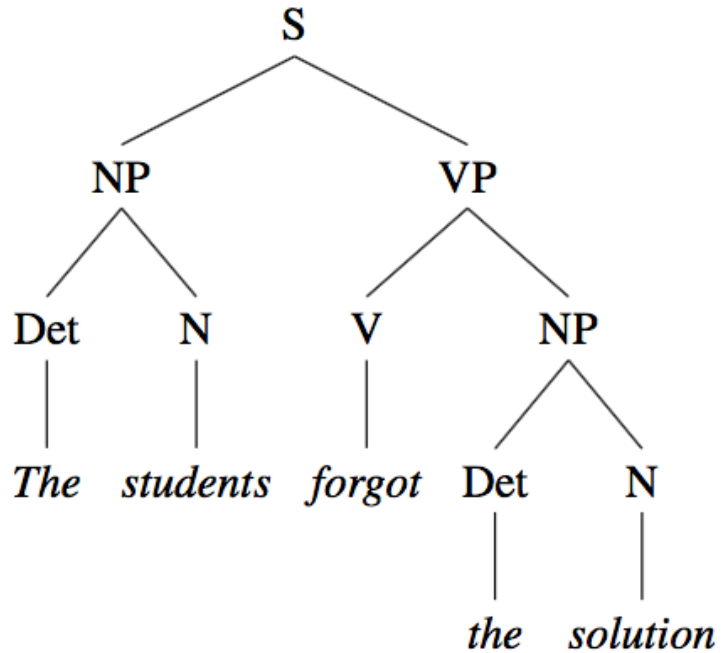 S
NP VP
Det N V NP
The students forgot Det N
the solution